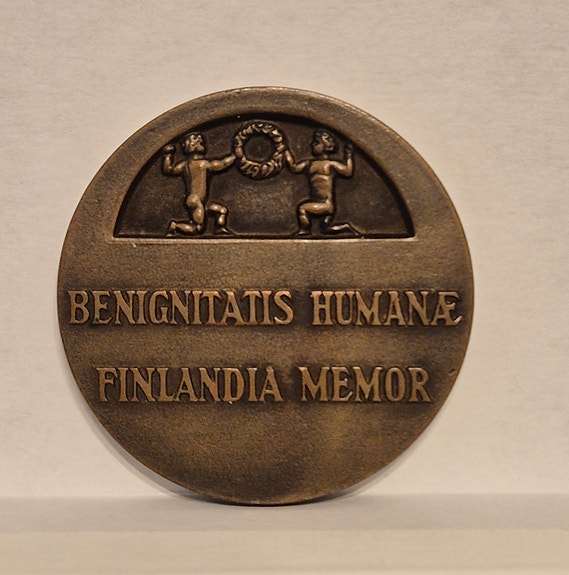 BENIGNITATIS HUMANÆ
FINLANDIA MEMOR